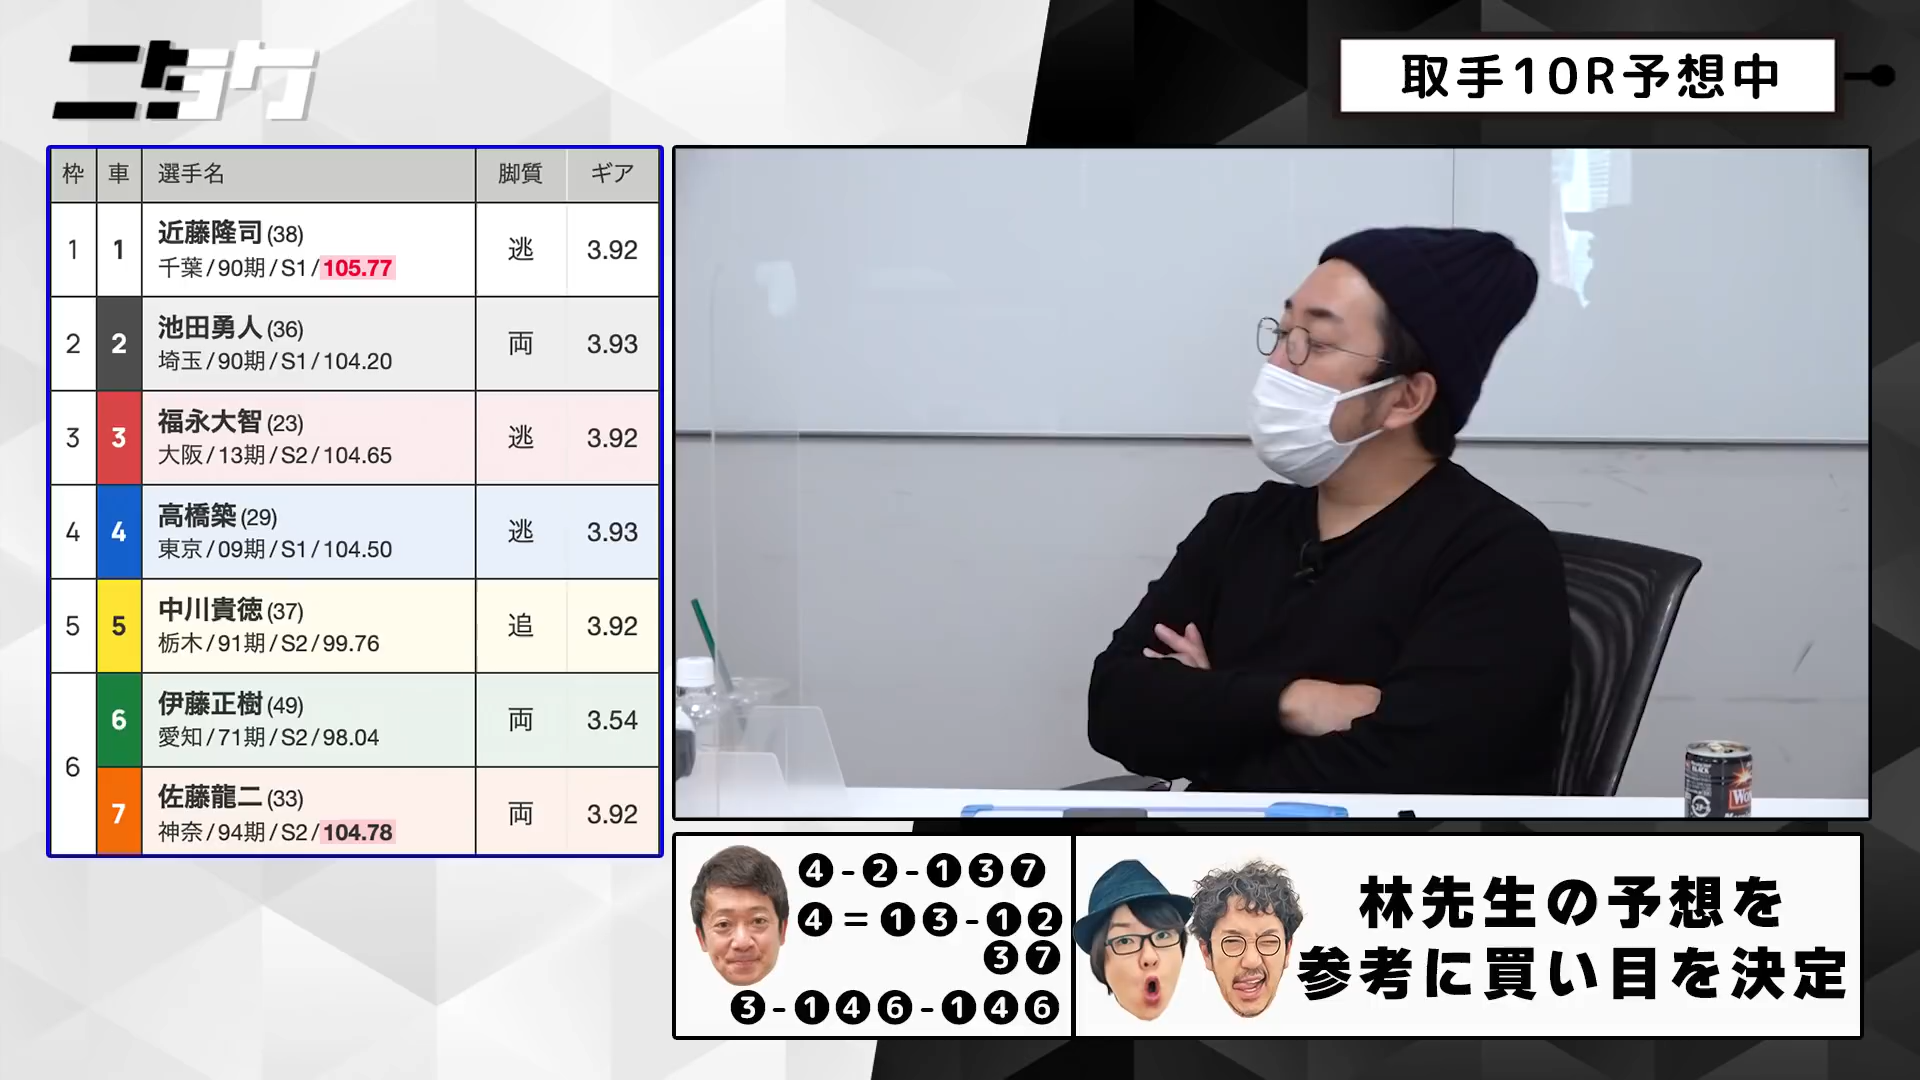 ニタク
取手10R予想中
枠 車 選手名 脚質 ギア
1 1 近藤隆司(38) 逃 3.92
千葉/90期/S1/105.77
2 2 池田勇人(36) 両 3.93
埼玉/90期/S1/104.20
3 3 福永大智(23) 逃 3.92
大阪/13期/S2/104.65
4 4 高橋築(29) 逃 3.93
東京/09期/S1/104.50
5 5 中川貴徳(37) 追 3.92
栃木/91期/S2/99.76
6 6 伊藤正樹(49) 両 3.54
愛知/71期/S2/98.04
7 佐藤龍二(33) 両 3.92
神奈/94期/S2/104.78
4-2-137
4=13-12
37
3-146-146
林先生の予想を
参考に買い目を決定